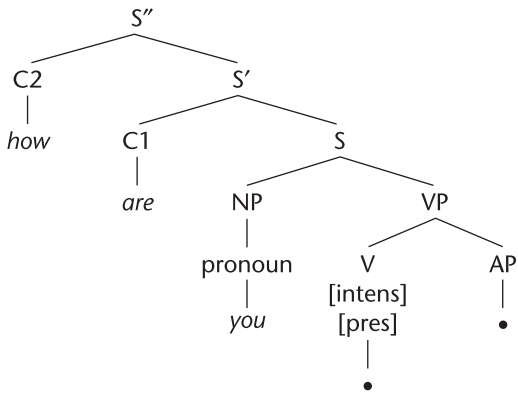 S″
C2 S′
how C1 S
are NP VP
pronoun V AP
you [intens]
[pres]